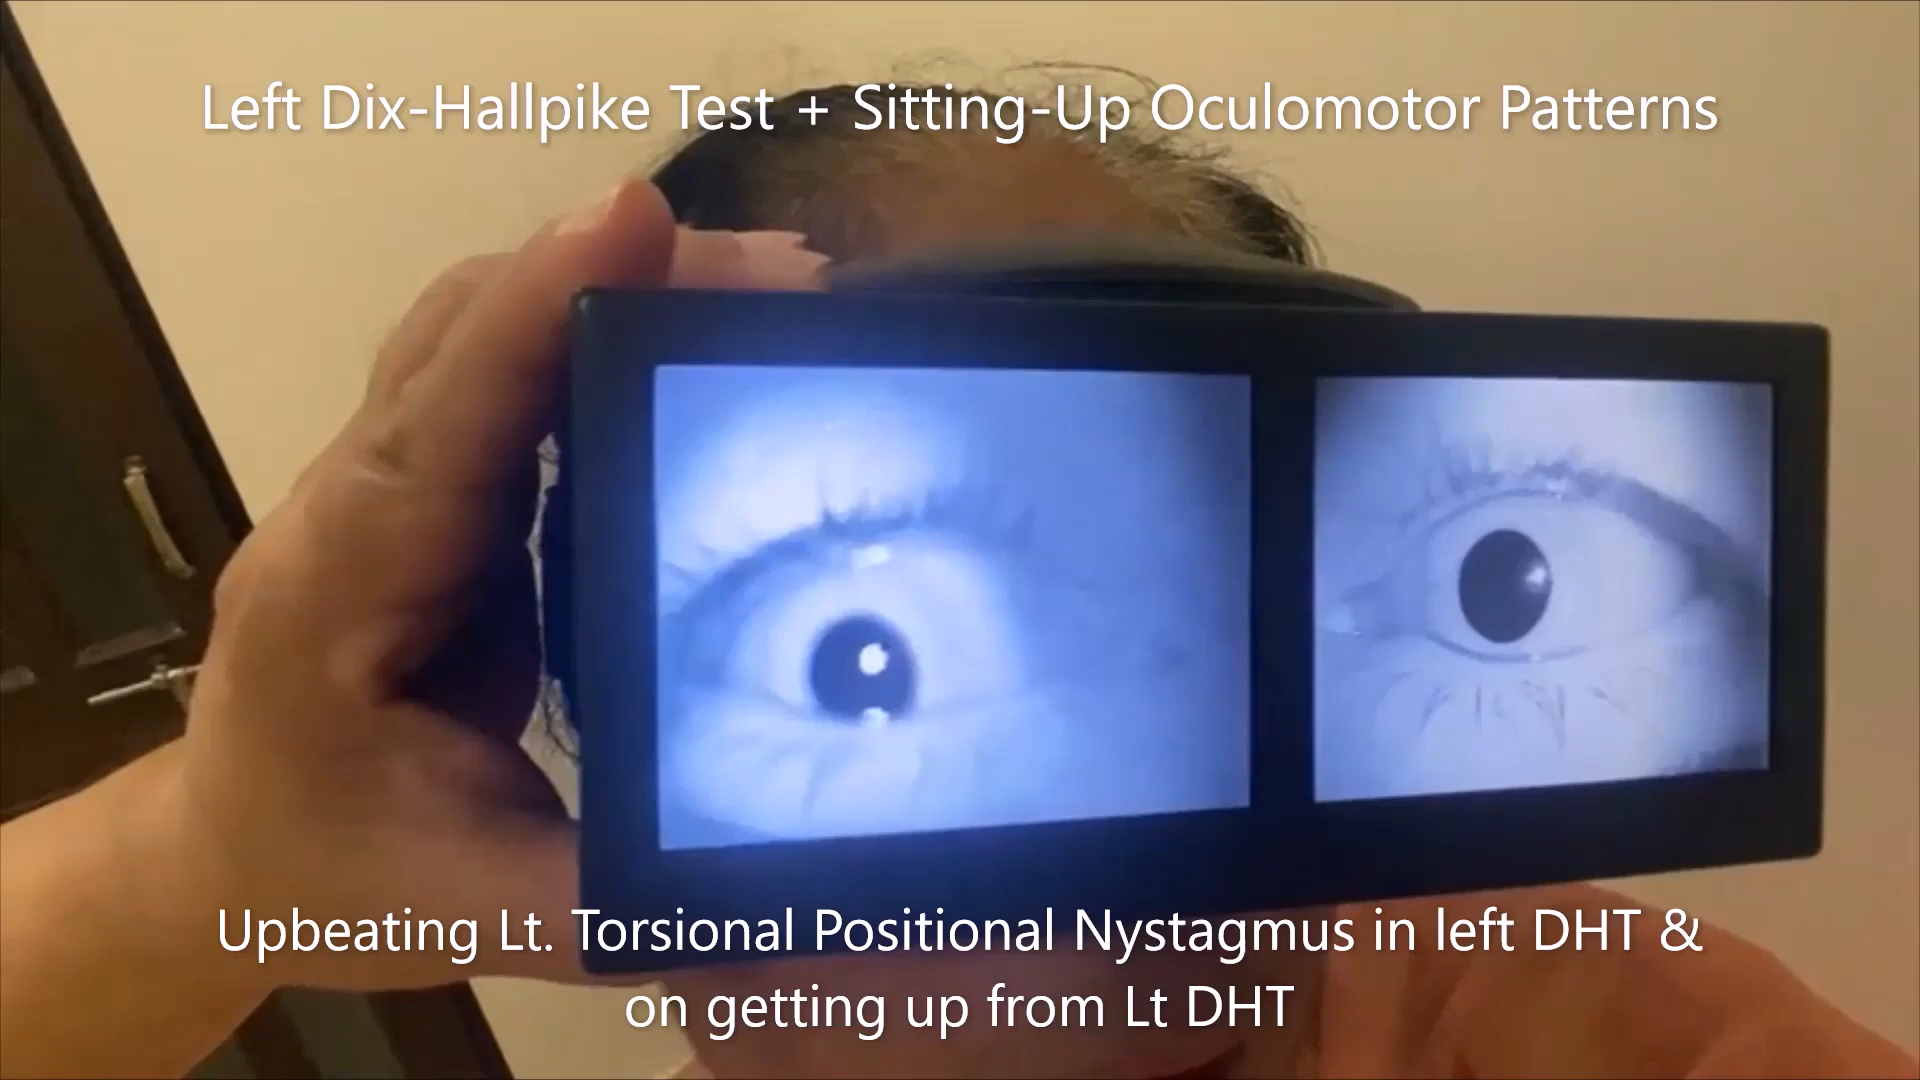 Left Dix-Hallpike Test + Sitting-Up Oculomotor Patterns
Upbeating Lt. Torsional Positional Nystagmus in left DHT &
on getting up from Lt DHT